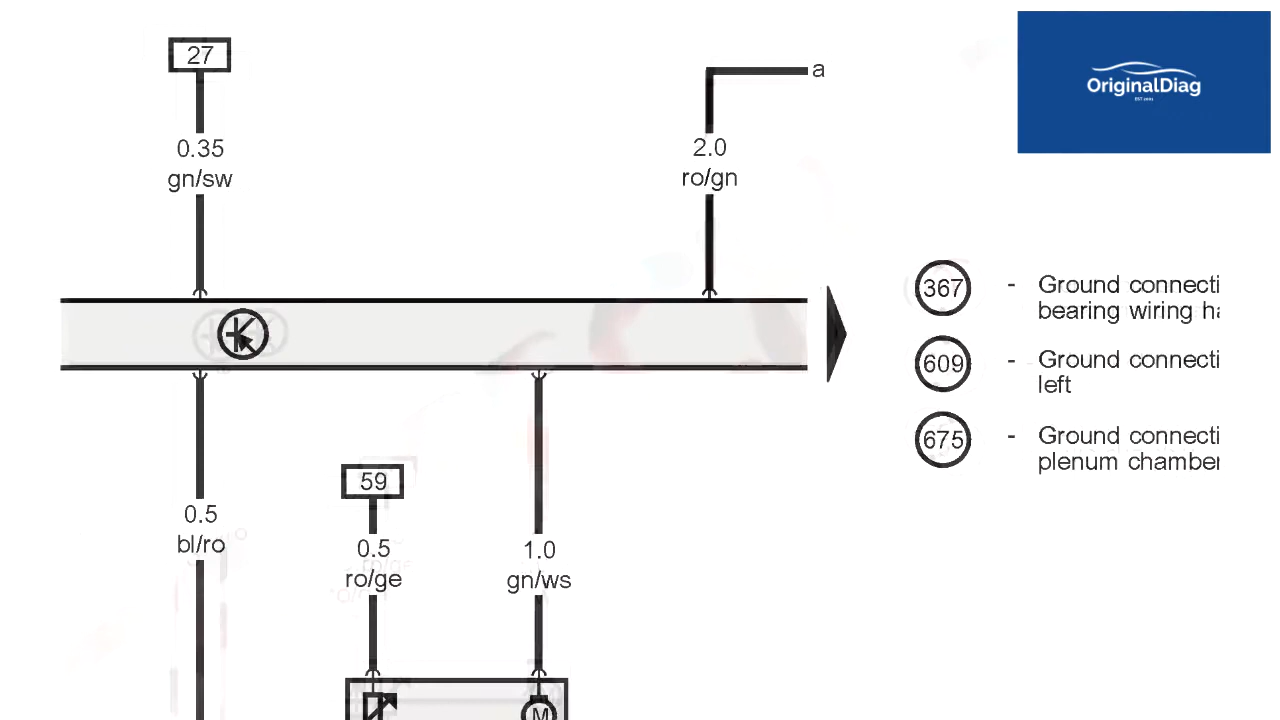 27
a
OriginalDiag
0.35
gn/sw
2.0
ro/gn
367 - Ground connecti
bearing wiring ha
609 - Ground connecti
left
675 - Ground connecti
plenum chamber
59
0.5
bl/ro
0.5
ro/ge
1.0
gn/ws
M